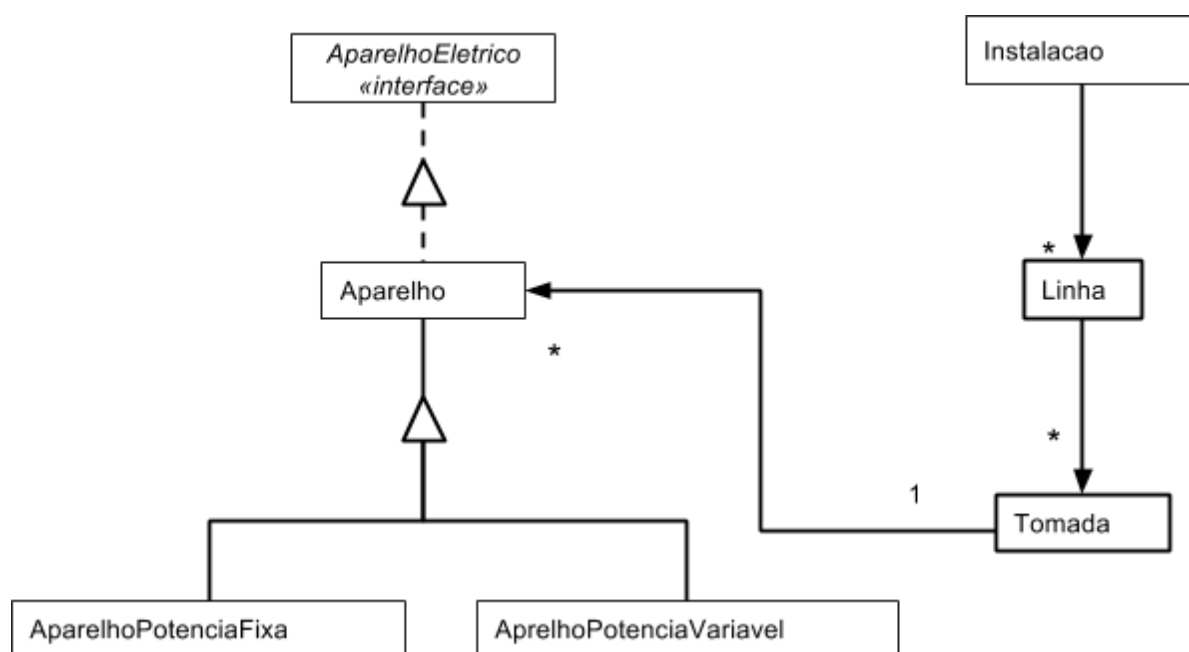 AparelhoEletrico
«interface»
Instalacao
*
Aparelho
Linha
*
*
1
Tomada
AparelhoPotenciaFixa
AprelhoPotenciaVariavel